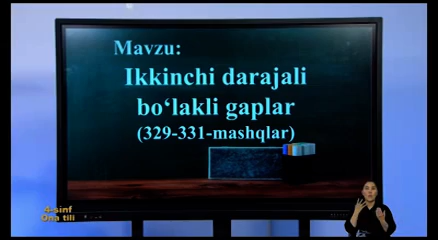 Mavzu:
Ikkinchi darajali
bo‘lakli gaplar
(329-331-mashqlar)
4-sinf
Ona tili